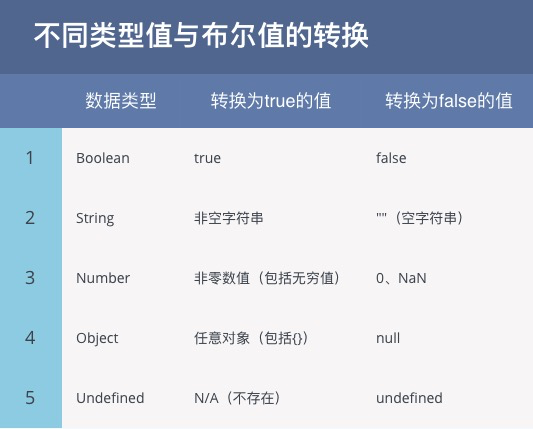 不同类型值与布尔值的转换
数据类型 转换为true的值 转换为false的值
1 Boolean true false
2 String 非空字符串 ""（空字符串）
3 Number 非零数值（包括无穷值） 0、NaN
4 Object 任意对象（包括{}） null
5 Undefined N/A（不存在） undefined